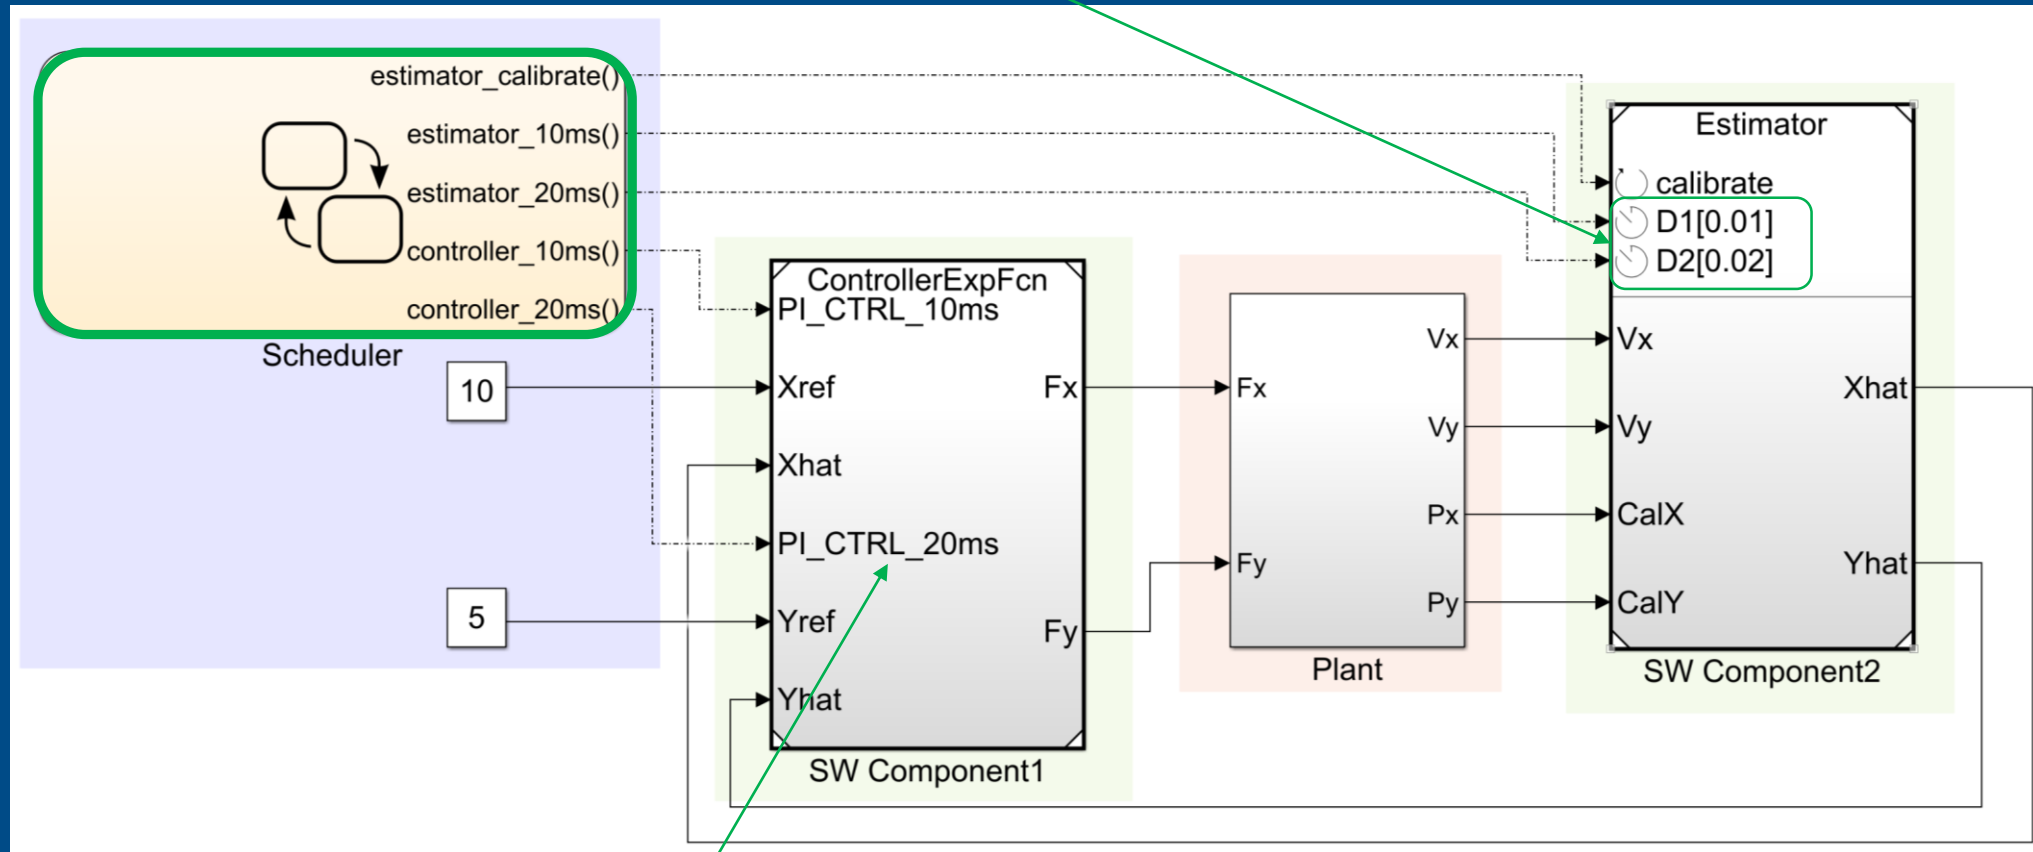 estimator_calibrate()
estimator_10ms()
estimator_20ms()
controller_10ms()
controller_20ms()
Scheduler
10
5
ControllerExpFcn
PI_CTRL_10ms
Xref
Fx
Xhat
PI_CTRL_20ms
Yref
Fy
Yhat
SW Component1
Fx
Fy
Vx
Vy
Px
Py
Plant
Estimator
calibrate
D1[0.01]
D2[0.02]
Vx
Xhat
Vy
CalX
Yhat
CalY
SW Component2